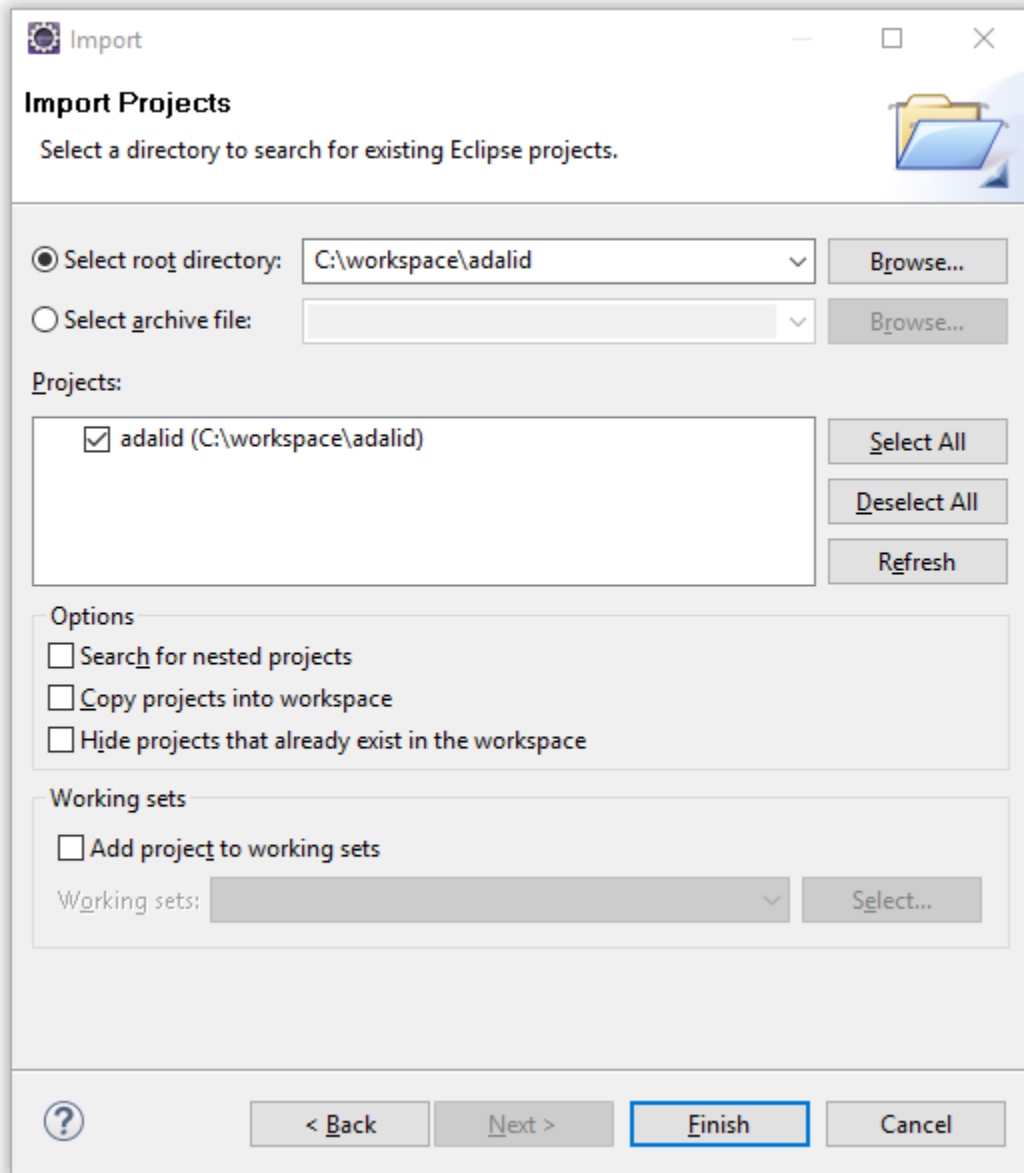 Import
Import Projects
Select a directory to search for existing Eclipse projects.
Select root directory: C:\workspace\adalid Browse...
Select archive file: Browse...
Projects:
adalid (C:\workspace\adalid)
Select All
Deselect All
Refresh
Options
Search for nested projects
Copy projects into workspace
Hide projects that already exist in the workspace
Working sets
Add project to working sets
Working sets: Select...
? < Back Next > Finish Cancel